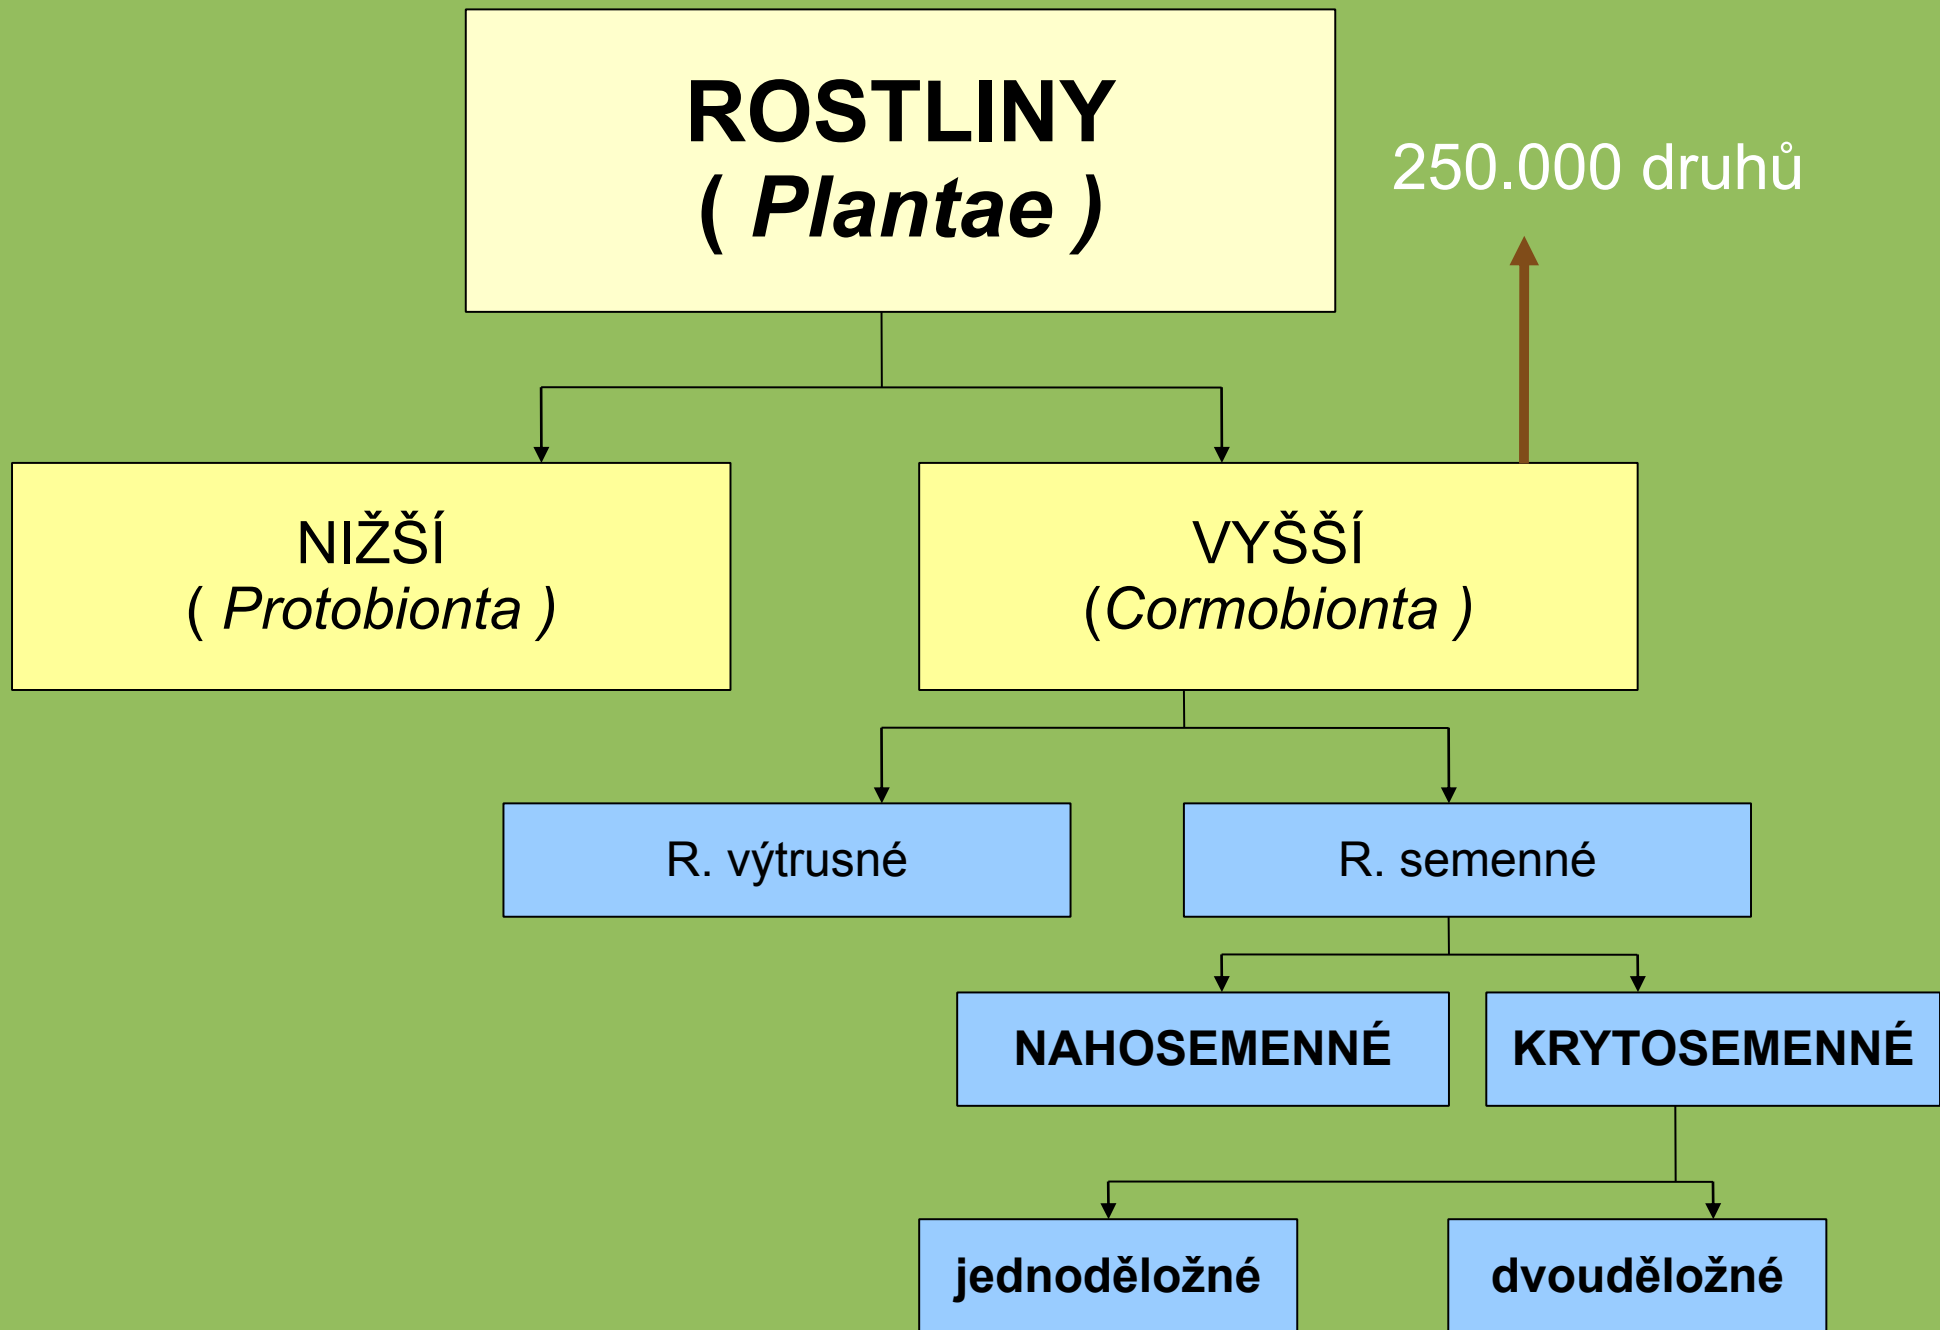 ROSTLINY
( Plantae )
250.000 druhů
NIŽŠÍ
( Protobionta )
VYŠŠÍ
(Cormobionta )
R. výtrusné
R. semenné
NAHOSEMENNÉ
KRYTOSEMENNÉ
jednoděložné
dvouděložné